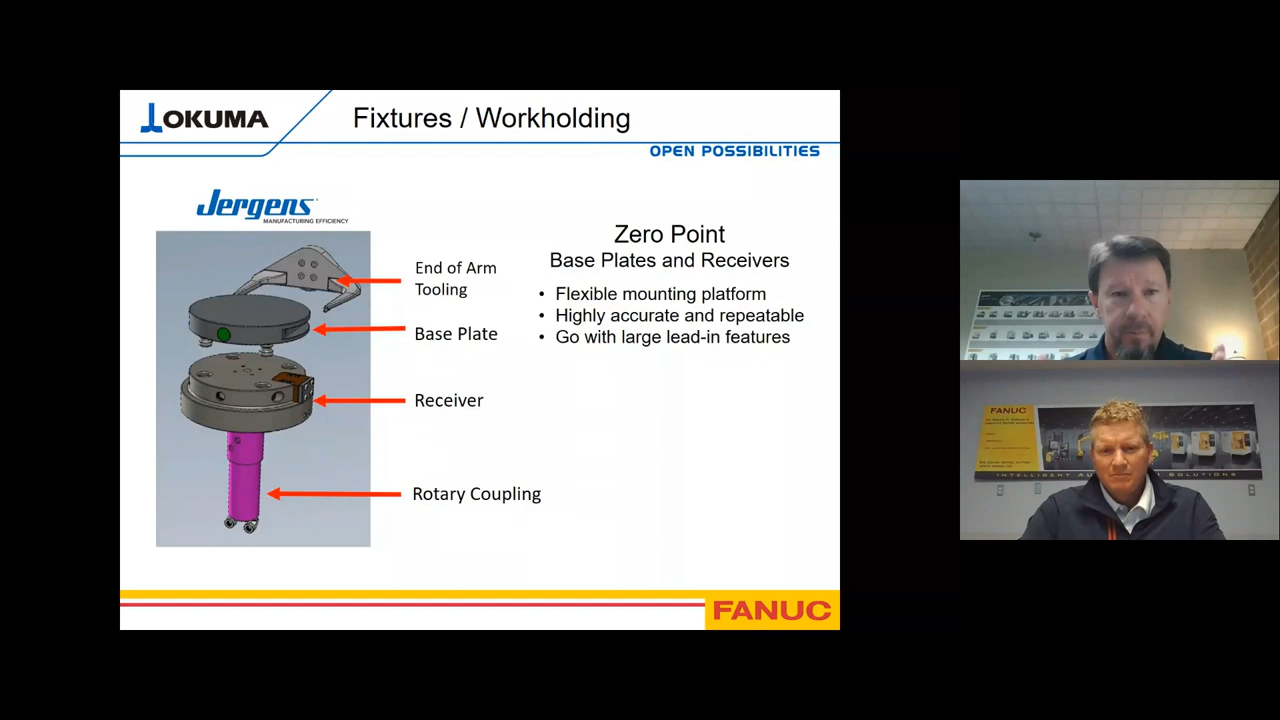 OKUMA
Fixtures / Workholding
OPEN POSSIBILITIES
Jergens
MANUFACTURING EFFICIENCY
End of Arm
Tooling
Base Plate
Receiver
Rotary Coupling
Zero Point
Base Plates and Receivers
• Flexible mounting platform
• Highly accurate and repeatable
• Go with large lead-in features
FANUC
FANUC